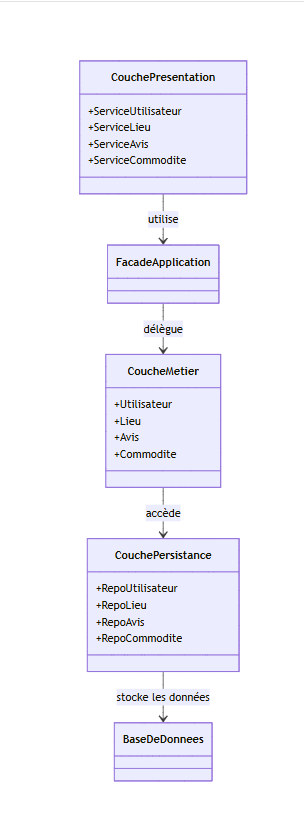 CouchePresentation
+ServiceUtilisateur
+ServiceLieu
+ServiceAvis
+ServiceCommodite
utilise
FacadeApplication
délègue
CoucheMetier
+Utilisateur
+Lieu
+Avis
+Commodite
accède
CouchePersistance
+RepoUtilisateur
+RepoLieu
+RepoAvis
+RepoCommodite
stocke les données
BaseDeDonnees